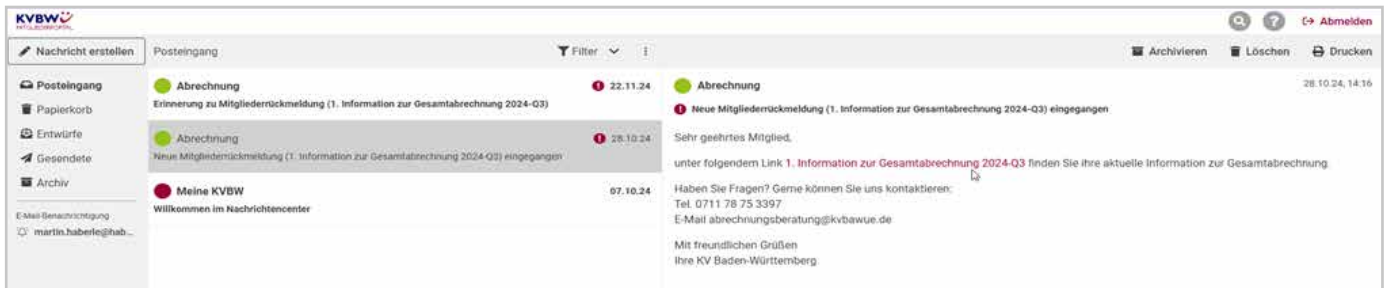 KVBW
MITGLIEDERPORTAL
Abmelden
Nachricht erstellen
Posteingang
Filter
Archivieren
Löschen
Drucken
Posteingang
Papierkorb
Entwürfe
Gesendete
Archiv
E-Mail-Benachrichtigung
martin.haberle@hab...
Abrechnung
22.11.24
Erinnerung zu Mitgliederrückmeldung (1. Information zur Gesamtabrechnung 2024-Q3)
Abrechnung
28.10.24
Neue Mitgliederrückmeldung (1. Information zur Gesamtabrechnung 2024-Q3) eingegangen
Meine KVBW
07.10.24
Willkommen im Nachrichtencenter
Abrechnung
28.10.24, 14:16
Neue Mitgliederrückmeldung (1. Information zur Gesamtabrechnung 2024-Q3) eingegangen
Sehr geehrtes Mitglied,
unter folgendem Link 1. Information zur Gesamtabrechnung 2024-Q3 finden Sie ihre aktuelle Information zur Gesamtabrechnung.
Haben Sie Fragen? Gerne können Sie uns kontaktieren:
Tel. 0711 78 75 3397
E-Mail abrechnungsberatung@kvbawue.de
Mit freundlichen Grüßen
Ihre KV Baden-Württemberg